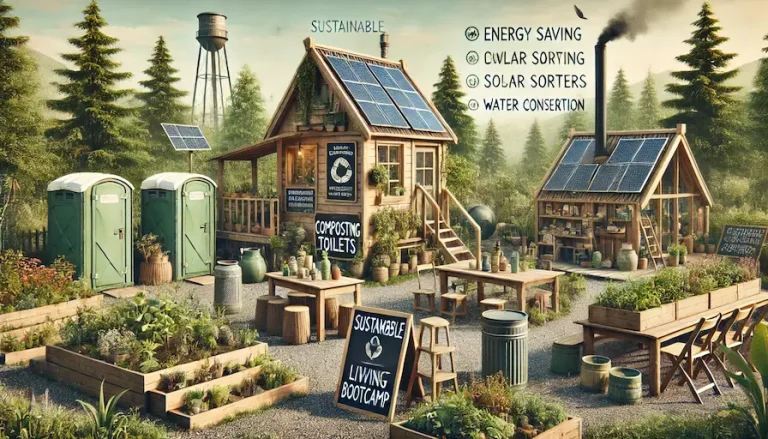 SUSTAINABLE
ENERGY SAVING
CWLAR SORTING
SOLAR SORTERS
WATER CONSERTION
COMPOSTING
TOILETS
SUSTAINABLE
LIVING
BOOTCAMP